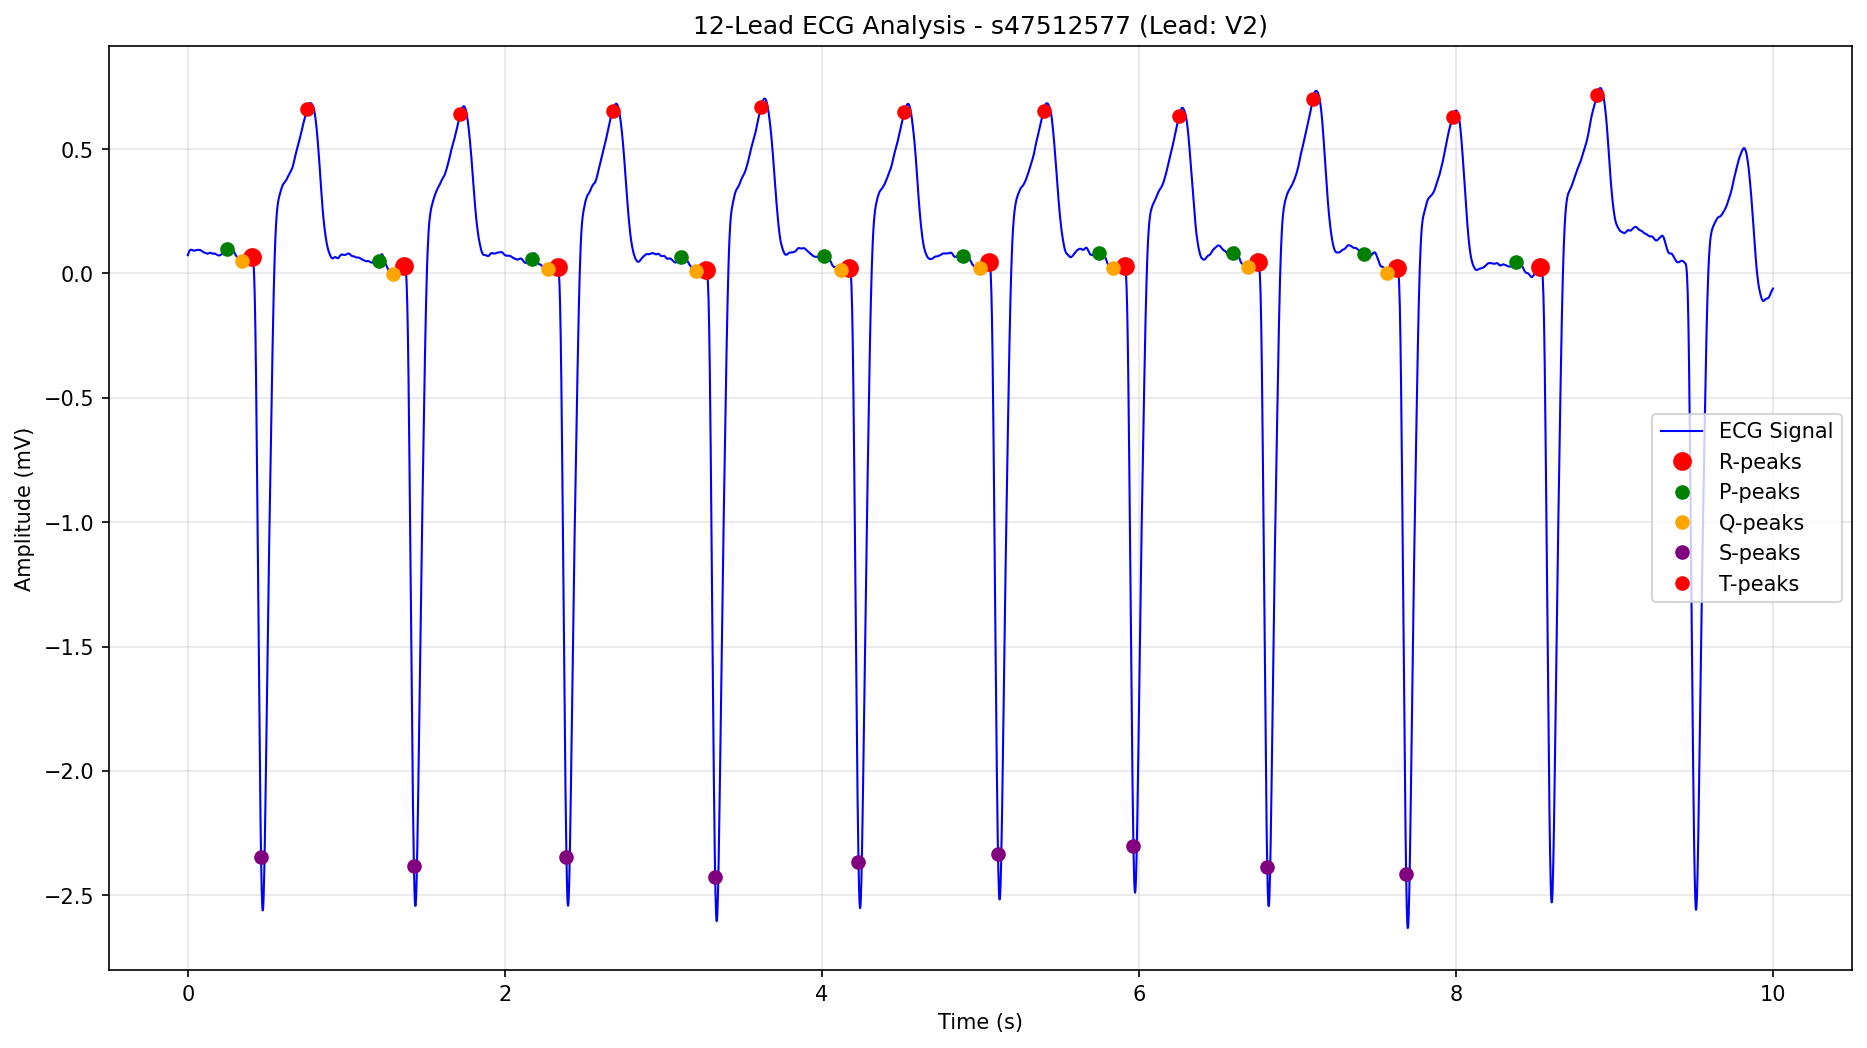 12-Lead ECG Analysis - s47512577 (Lead: V2)
Amplitude (mV)
0.5
0.0
−0.5
−1.0
−1.5
−2.0
−2.5
ECG Signal
R-peaks
P-peaks
Q-peaks
S-peaks
T-peaks
0 2 4 6 8 10
Time (s)